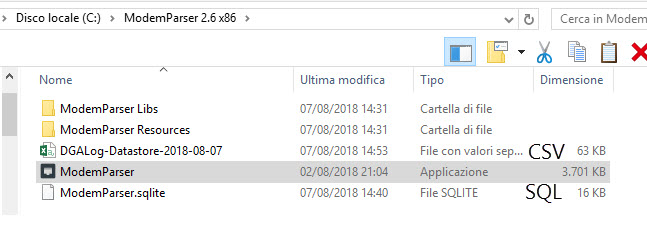 Disco locale (C:) > ModemParser 2.6 x86 >
Cerca in Modem
Nome Ultima modifica Tipo Dimensione
ModemParser Libs 07/08/2018 14:31 Cartella di file
ModemParser Resources 07/08/2018 14:31 Cartella di file
DGALog-Datastore-2018-08-07 07/08/2018 14:53 File con valori sep... CSV 63 KB
ModemParser 02/08/2018 21:04 Applicazione 3.701 KB
ModemParser.sqlite 07/08/2018 14:40 File SQLITE SQL 16 KB